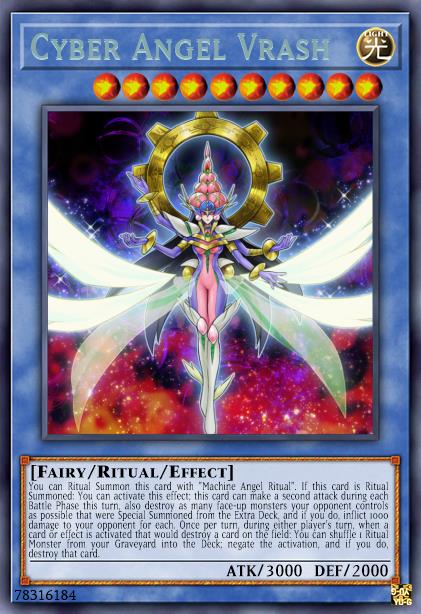 CYBER ANGEL VRASH
LIGHT
光
[FAIRY/RITUAL/EFFECT]
You can Ritual Summon this card with "Machine Angel Ritual". If this card is Ritual
Summoned: You can activate this effect; this card can make a second attack during each
Battle Phase this turn, also destroy as many face-up monsters your opponent controls
as possible that were Special Summoned from the Extra Deck, and if you do, inflict 1000
damage to your opponent for each. Once per turn, during either player's turn, when a
card or effect is activated that would destroy a card on the field: You can shuffle 1 Ritual
Monster from your Graveyard into the Deck; negate the activation, and if you do,
destroy that card.
ATK/3000 DEF/2000
78316184